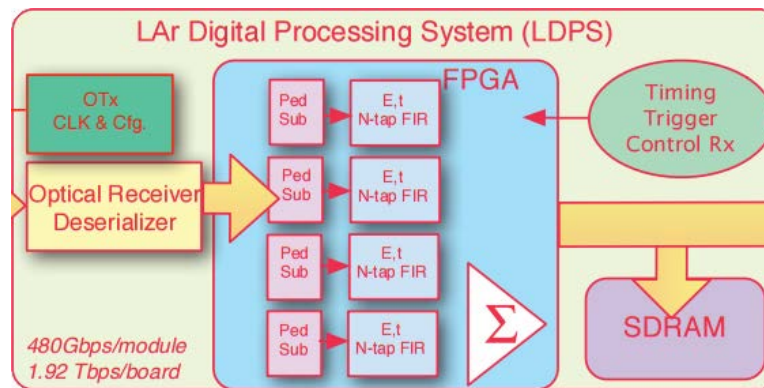 LAr Digital Processing System (LDPS)
OTx
CLK & Cfg.
Optical Receiver
Deserializer
480Gbps/module
1.92 Tbps/board
FPGA
Ped
Sub
E,t
N-tap FIR
Ped
Sub
E,t
N-tap FIR
Ped
Sub
E,t
N-tap FIR
Ped
Sub
E,t
N-tap FIR
Σ
Timing
Trigger
Control Rx
SDRAM